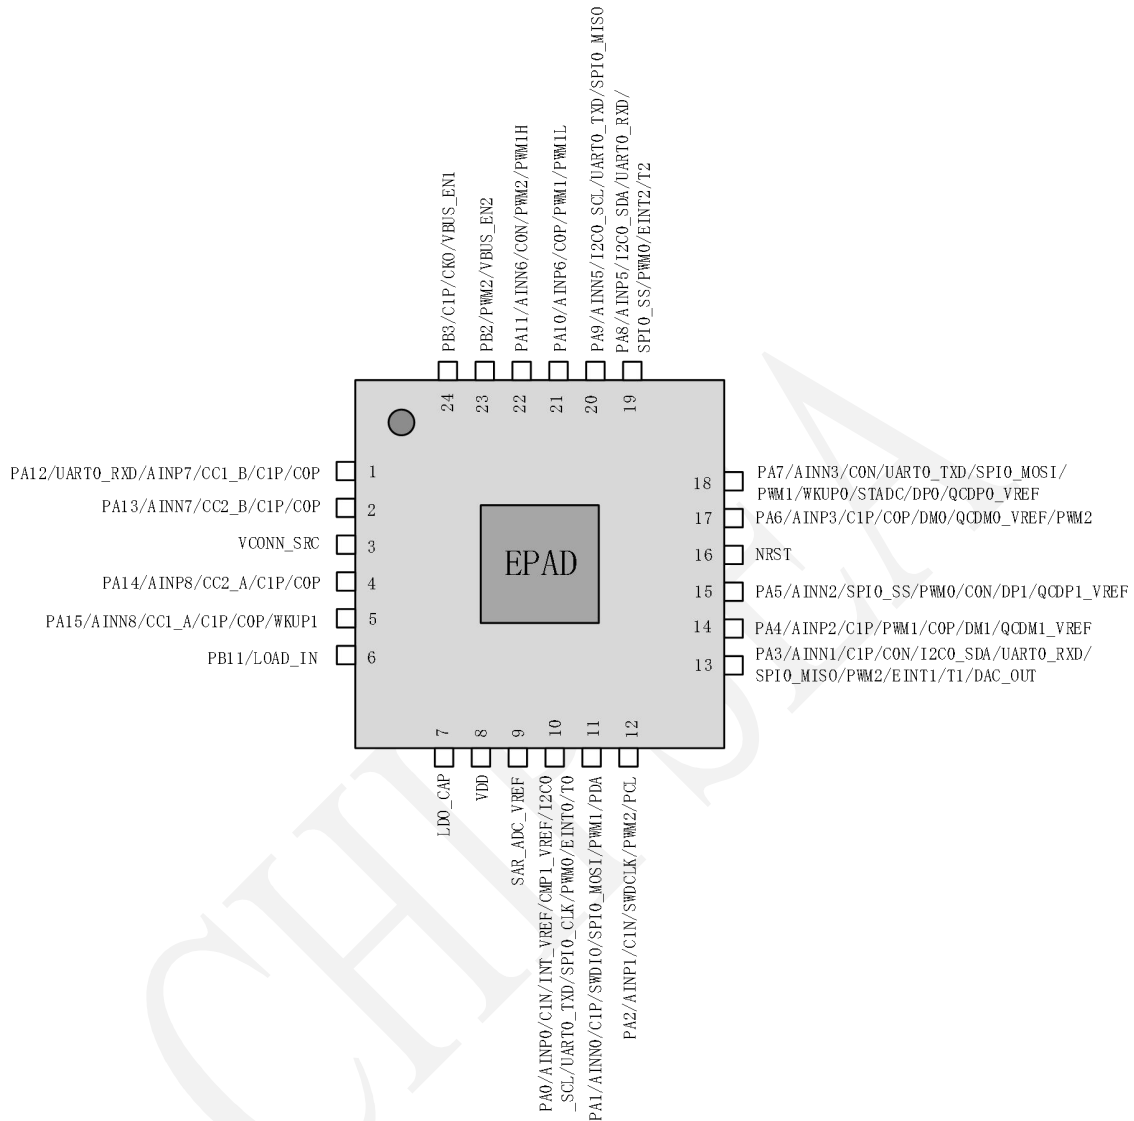 PB3/C1P/CKO/VBUS_EN1
PB2/PWM2/VBUS_EN2
PA11/AINN6/C0N/PWM2/PWM1H
PA10/AINP6/C0P/PWM1/PWM1L
PA9/AINN5/I2C0_SCL/UART0_TXD/SPI0_MISO
PA8/AINP5/I2C0_SDA/UART0_RXD/
SPI0_SS/PWM0/EINT2/T2
24
23
22
21
20
19
PA12/UART0_RXD/AINP7/CC1_B/C1P/C0P
1
PA13/AINN7/CC2_B/C1P/C0P
2
VCONN_SRC
3
PA14/AINP8/CC2_A/C1P/C0P
4
PA15/AINN8/CC1_A/C1P/C0P/WKUP1
5
PB11/LOAD_IN
6
EPAD
18
PA7/AINN3/C0N/UART0_TXD/SPI0_MOSI/
PWM1/WKUP0/STADC/DP0/QCDP0_VREF
17
PA6/AINP3/C1P/C0P/DM0/QCDM0_VREF/PWM2
16
NRST
15
PA5/AINN2/SPI0_SS/PWM0/C0N/DP1/QCDP1_VREF
14
PA4/AINP2/C1P/PWM1/C0P/DM1/QCDM1_VREF
13
PA3/AINN1/C1P/C0N/I2C0_SDA/UART0_RXD/
SPI0_MISO/PWM2/EINT1/T1/DAC_OUT
7
8
9
10
11
12
LDO_CAP
VDD
SAR_ADC_VREF
PA0/AINP0/C1N/INT_VREF/CMP1_VREF/I2C0
_SCL/UART0_TXD/SPI0_CLK/PWM0/EINT0/T0
PA1/AINN0/C1P/SWDIO/SPI0_MOSI/PWM1/PDA
PA2/AINP1/C1N/SWDCLK/PWM2/PCL
CHIPSEA